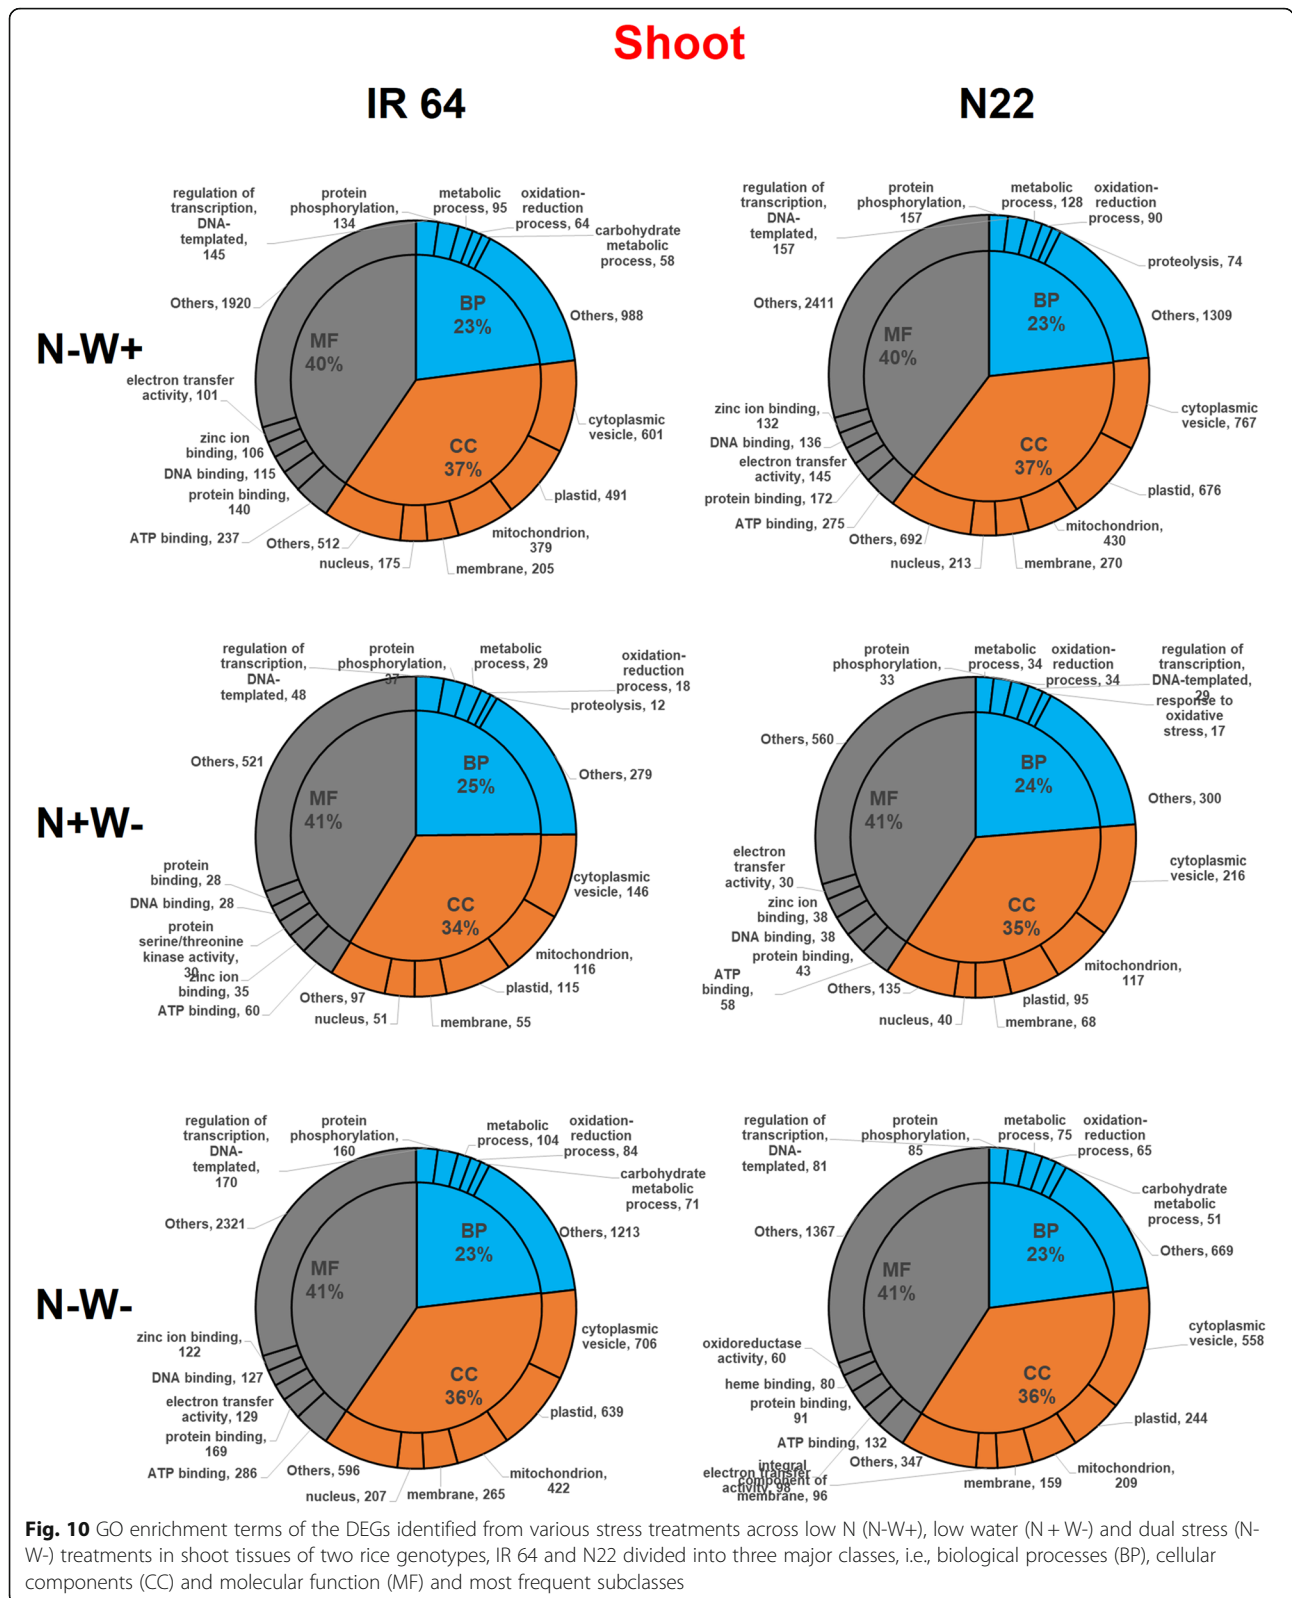 Shoot
IR 64
N22
N-W+
regulation of
transcription,
DNA-
templated,
145
protein
phosphorylation,
134
metabolic
process, 95
oxidation-
reduction
process, 64
carbohydrate
metabolic
process, 58
Others, 988
BP
23%
cytoplasmic
vesicle, 601
plastid, 491
mitochondrion,
379
membrane, 205
nucleus, 175
Others, 512
CC
37%
ATP binding, 237
protein binding,
140
DNA binding, 115
zinc ion
binding, 106
electron transfer
activity, 101
Others, 1920
MF
40%
regulation of
transcription,
DNA-
templated,
157
protein
phosphorylation,
157
metabolic
process, 128
oxidation-
reduction
process, 90
proteolysis, 74
Others, 1309
BP
23%
cytoplasmic
vesicle, 767
plastid, 676
mitochondrion,
430
membrane, 270
nucleus, 213
Others, 692
CC
37%
ATP binding, 275
protein binding, 172
electron transfer
activity, 145
DNA binding, 136
zinc ion binding,
132
Others, 2411
MF
40%
N+W-
regulation of
transcription,
DNA-
templated, 48
protein
phosphorylation,
37
metabolic
process, 29
oxidation-
reduction
process, 18
proteolysis, 12
Others, 279
BP
25%
cytoplasmic
vesicle, 146
mitochondrion,
116
plastid, 115
membrane, 55
nucleus, 51
Others, 97
CC
34%
ATP binding, 60
zinc ion
binding, 35
protein
serine/threonine
kinase activity,
30
DNA binding, 28
protein
binding, 28
Others, 521
MF
41%
protein
phosphorylation,
33
metabolic
process, 34
oxidation-
reduction
process, 34
regulation of
transcription,
DNA-templated,
29
response to
oxidative
stress, 17
Others, 300
BP
24%
cytoplasmic
vesicle, 216
mitochondrion,
117
plastid, 95
membrane, 68
nucleus, 40
Others, 135
CC
35%
ATP
binding,
58
protein binding,
43
DNA binding, 38
zinc ion
binding, 38
electron
transfer
activity, 30
Others, 560
MF
41%
N-W-
regulation of
transcription,
DNA-
templated,
170
protein
phosphorylation,
160
metabolic
process, 104
oxidation-
reduction
process, 84
carbohydrate
metabolic
process, 71
Others, 1213
BP
23%
cytoplasmic
vesicle, 706
plastid, 639
mitochondrion,
422
membrane, 265
nucleus, 207
Others, 596
CC
36%
ATP binding, 286
protein binding,
169
electron transfer
activity, 129
DNA binding, 127
zinc ion binding,
122
Others, 2321
MF
41%
regulation of
transcription,
DNA-
templated, 81
protein
phosphorylation,
85
metabolic
process, 75
oxidation-
reduction
process, 65
carbohydrate
metabolic
process, 51
Others, 669
BP
23%
cytoplasmic
vesicle, 558
plastid, 244
mitochondrion,
209
membrane, 159
integral
component of
membrane, 96
Others, 347
CC
36%
ATP binding, 132
electron transfer
activity, 98
protein binding,
91
heme binding, 80
oxidoreductase
activity, 60
Others, 1367
MF
41%
Fig. 10 GO enrichment terms of the DEGs identified from various stress treatments across low N (N-W+), low water (N + W-) and dual stress (N-
W-) treatments in shoot tissues of two rice genotypes, IR 64 and N22 divided into three major classes, i.e., biological processes (BP), cellular
components (CC) and molecular function (MF) and most frequent subclasses